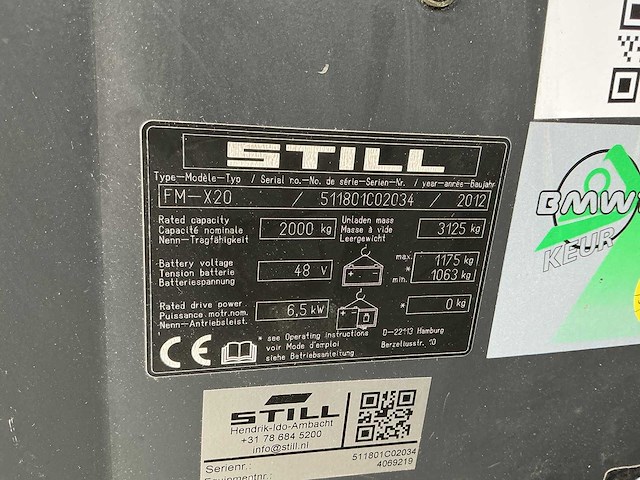 STILL
Type-Modèle-Typ / Serial no.-No. de série-Serien-Nr. / year-année-Baujahr
FM-X20 / 511801C02034 / 2012
Rated capacity
Capacité nominale
Nenn-Tragfähigkeit
2000 kg
Unladen mass
Masse à vide
Leergewicht
3125 kg
Battery voltage
Tension batterie
Batteriespannung
48 V
max. 1175 kg
* min. 1063 kg *
Rated drive power
Puissance.motr.nom.
Nenn-Antriebsleist.
6,5 kW
* 0 kg
* see Operating instructions
voir Mode d'emploi
siehe Betriebsanleitung
D-22113 Hamburg
Berzeliusstr. 10
CE
BMWT
KEUR
STILL
Hendrik-Ido-Ambacht
+31 78 684 5200
info@still.nl
511801C02034
Serienr.:
4069219
Equipmentnr.: